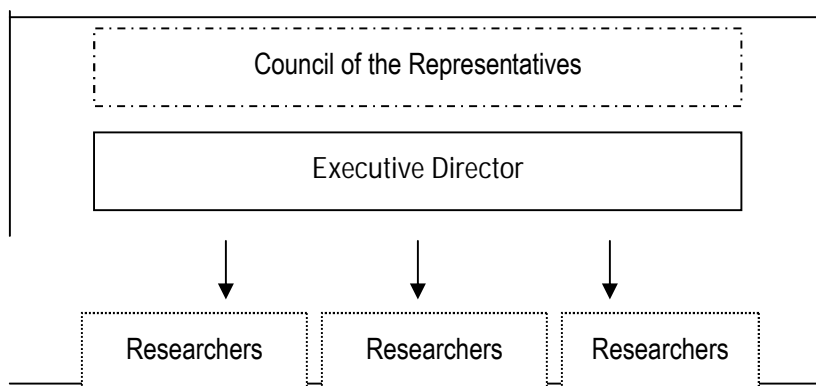 Council of the Representatives
Executive Director
Researchers Researchers Researchers